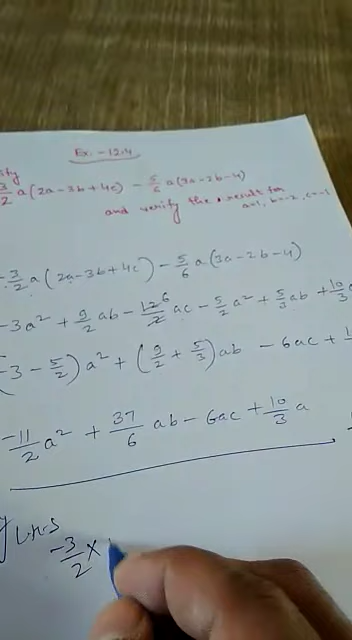 Ex. - 12.4
ify
3/2 a(2a-3b+4c) - 5/6 a(3a-2b-4)
and verify the result for
a=1, b=-2, c=-1
-3/2 a(2a-3b+4c) - 5/6 a(3a-2b-4)
-3a² + 9/2 ab - 12 6/2 ac - 5/2 a² + 5/3 ab + 10/3 a
-3 - 5/2) a² + (9/2 + 5/3) ab - 6ac + 1
-11/2 a² + 37/6 ab - 6ac + 10/3 a
y L.H.S
-3/2 ×